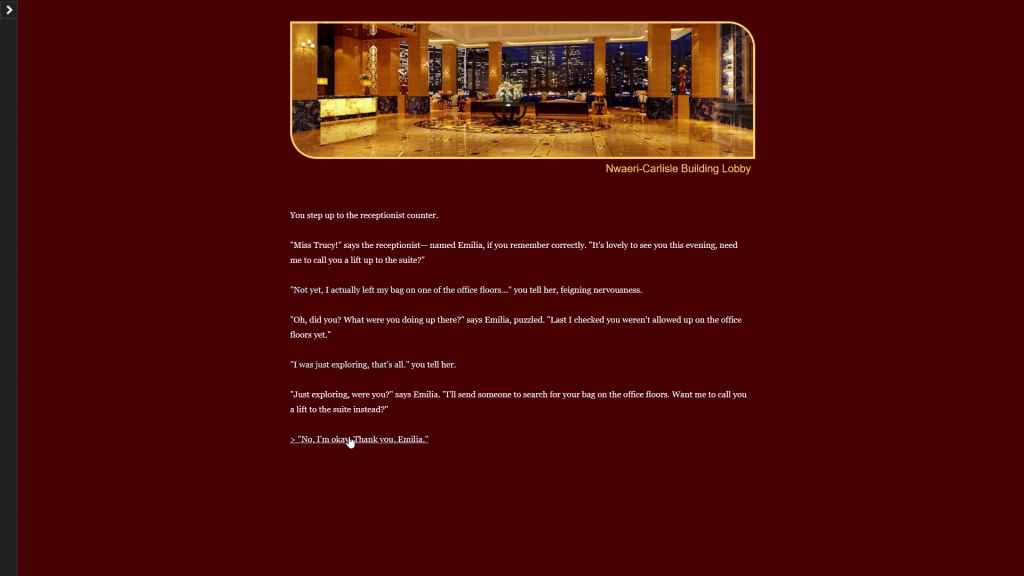 Nwaeri-Carlisle Building Lobby
You step up to the receptionist counter.
"Miss Trucy!" says the receptionist— named Emilia, if you remember correctly. "It's lovely to see you this evening, need
me to call you a lift up to the suite?"
"Not yet, I actually left my bag on one of the office floors..." you tell her, feigning nervousness.
"Oh, did you? What were you doing up there?" says Emilia, puzzled. "Last I checked you weren't allowed up on the office
floors yet."
"I was just exploring, that's all." you tell her.
"Just exploring, were you?" says Emilia. "I'll send someone to search for your bag on the office floors. Want me to call you
a lift to the suite instead?"
> "No, I'm okay! Thank you, Emilia."